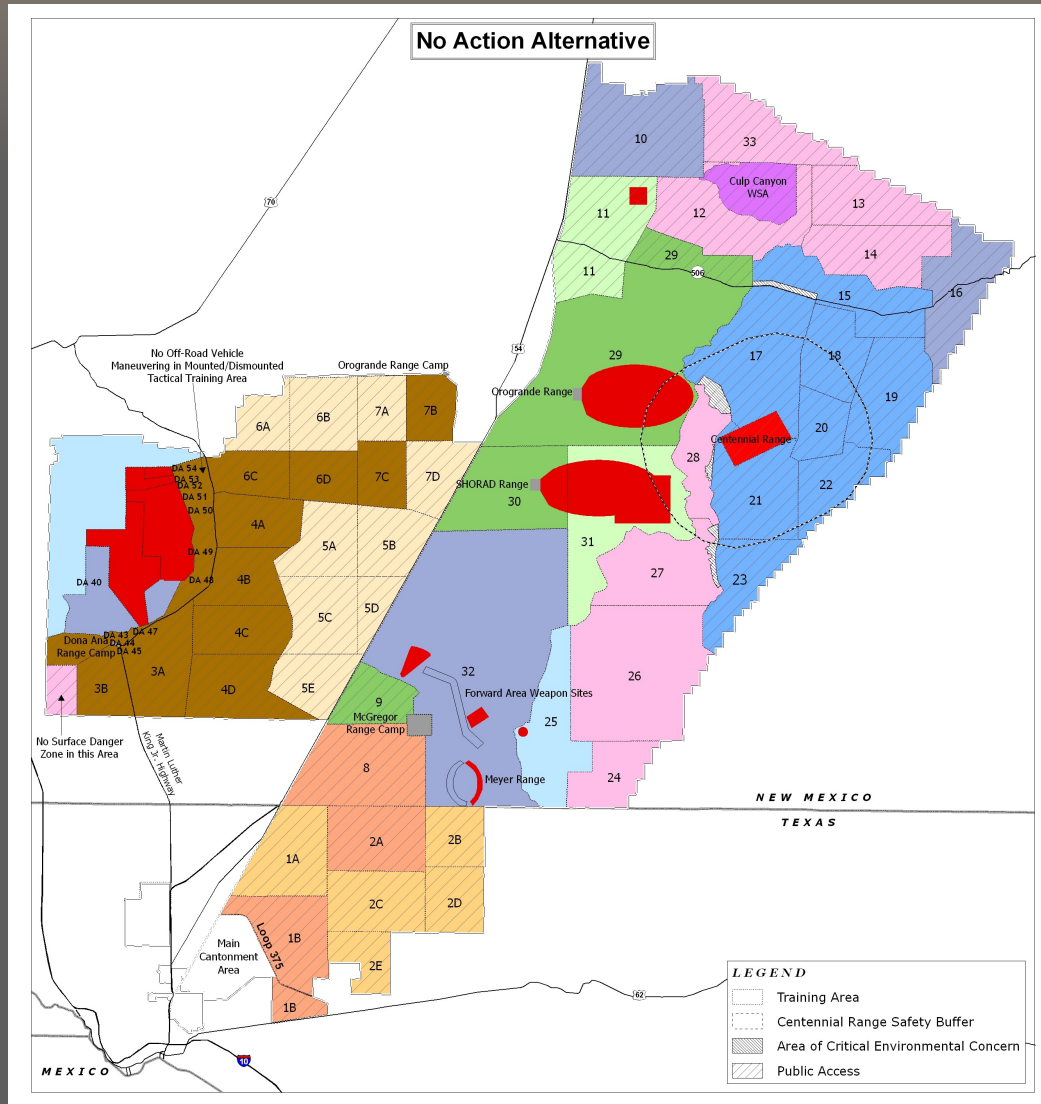 No Action Alternative
10
33
Culp Canyon
WSA
70
11
12
13
14
11
29
506
15
16
54
No Off-Road Vehicle
Maneuvering in Mounted/Dismounted
Tactical Training Area
Orogrande Range Camp
29
17
18
19
Orogrande Range
6A
6B
7A
7B
Centennial Range
20
28
DA 54
DA 53
DA 52
DA 51
DA 50
6C
6D
7C
7D
SHORAD Range
30
21
22
4A
5A
5B
31
DA 49
DA 48
DA 40
4B
27
23
5C
5D
4C
DA 43
DA 47
DA 44
DA 45
Dona Ana
Range Camp
3A
3B
4D
5E
32
26
Forward Area Weapon Sites
9
McGregor
Range Camp
25
No Surface Danger
Zone in this Area
Martin Luther
King Jr. Highway
8
Meyer Range
24
NEW MEXICO
TEXAS
1A
2A
2B
2C
2D
1B
Loop 375
Main
Cantonment
Area
2E
1B
62
10
MEXICO
LEGEND
Training Area
Centennial Range Safety Buffer
Area of Critical Environmental Concern
Public Access